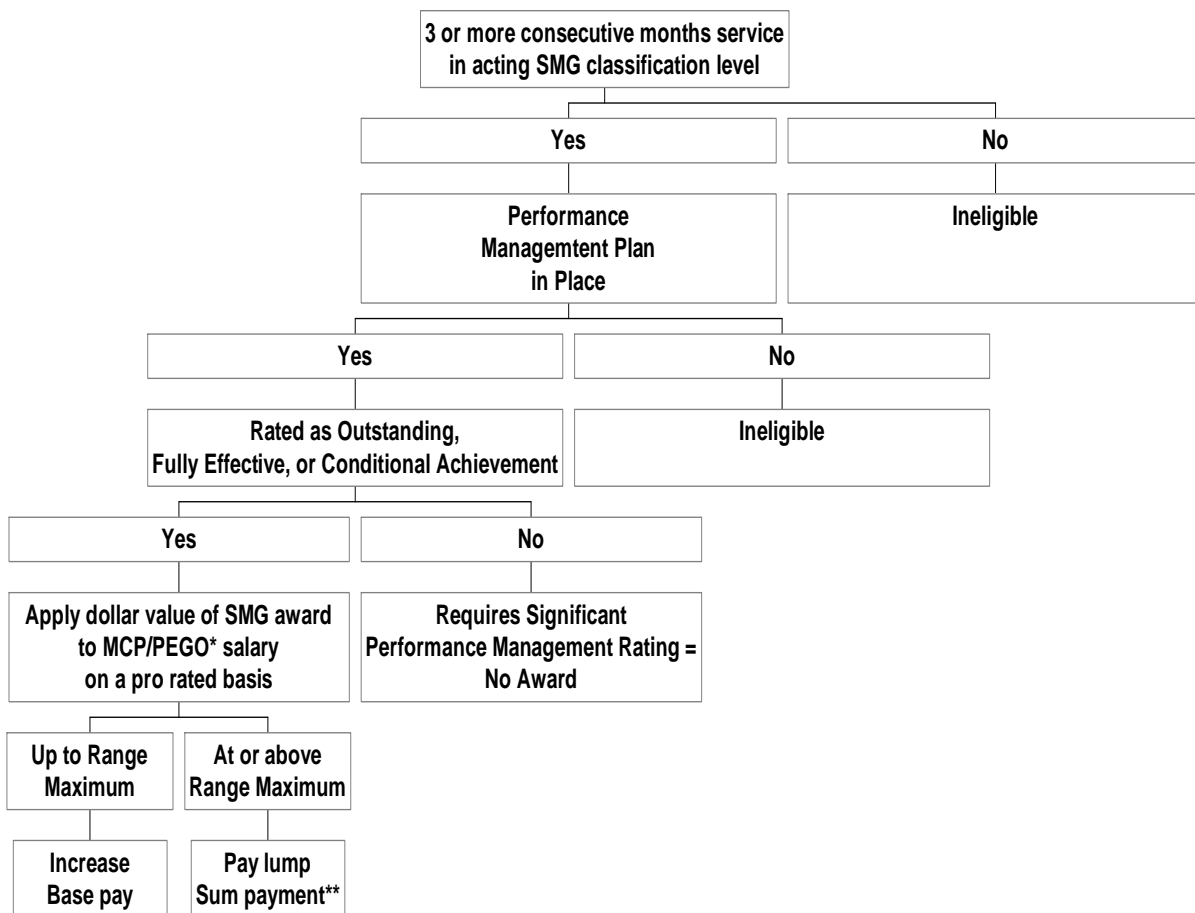 3 or more consecutive months service
in acting SMG classification level
Yes
No
Performance
Managemtent Plan
in Place
Ineligible
Yes
No
Rated as Outstanding,
Fully Effective, or Conditional Achievement
Ineligible
Yes
No
Apply dollar value of SMG award
to MCP/PEGO* salary
on a pro rated basis
Requires Significant
Performance Management Rating =
No Award
Up to Range
Maximum
At or above
Range Maximum
Increase
Base pay
Pay lump
Sum payment**